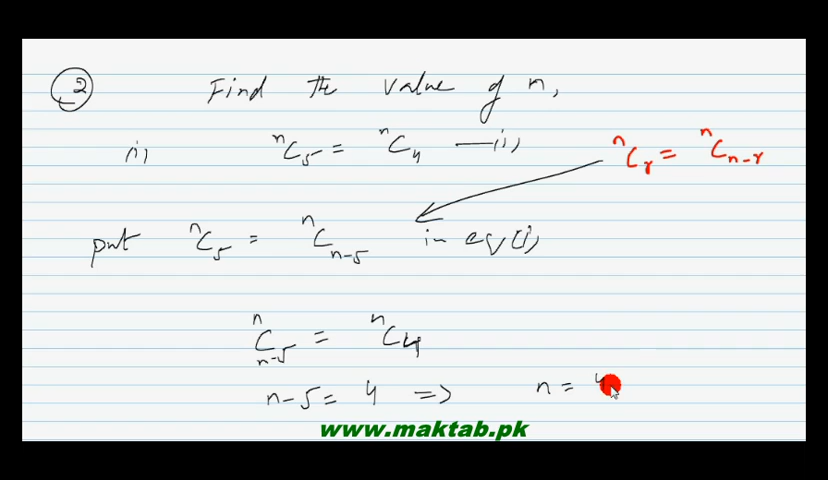 2 Find the value of n,
(i) ⁿC₅ = ⁿC₄ —(i) ⁿCᵣ = ⁿCₙ₋ᵣ
put ⁿC₅ = ⁿCₙ₋₅ in eq (i)
ⁿCₙ₋₅ = ⁿC₄
n-5 = 4 => n = 4
www.maktab.pk